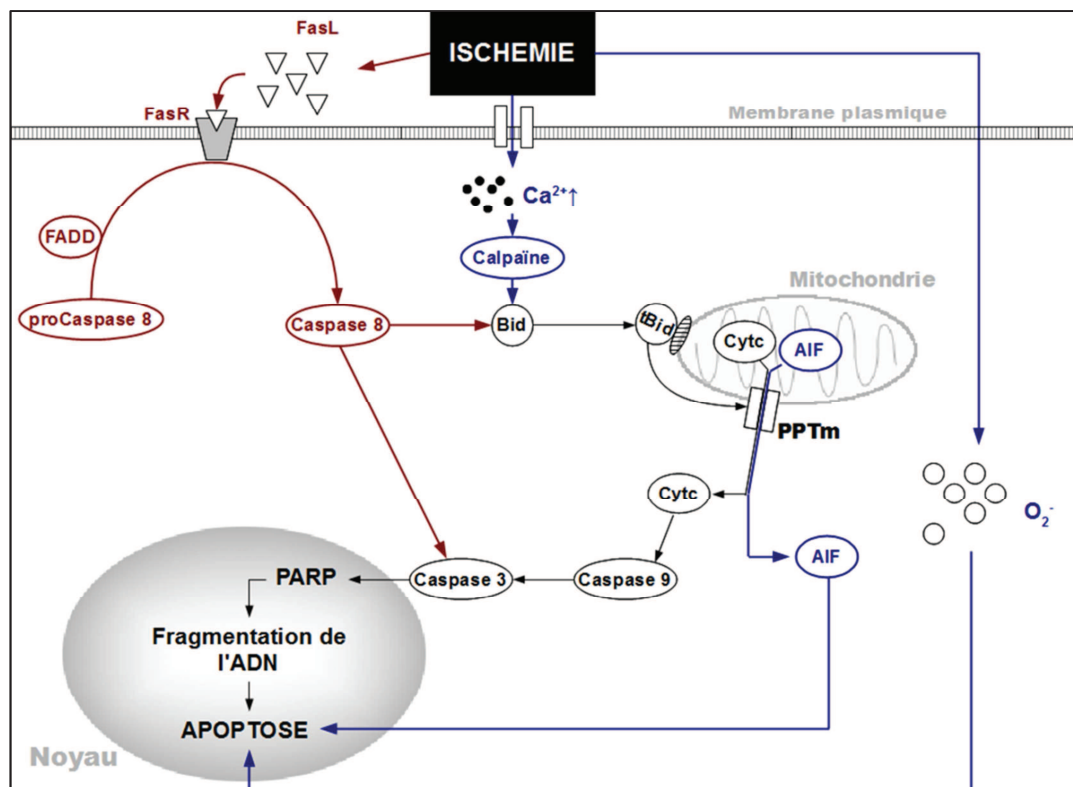 FasL
ISCHEMIE
FasR
Membrane plasmique
Ca²⁺↑
FADD
Calpaïne
Mitochondrie
proCaspase 8
Caspase 8
Bid
tBid
Cytc
AIF
PPTm
Cytc
O₂⁻
AIF
PARP
Caspase 3
Caspase 9
Fragmentation de
l'ADN
APOPTOSE
Noyau